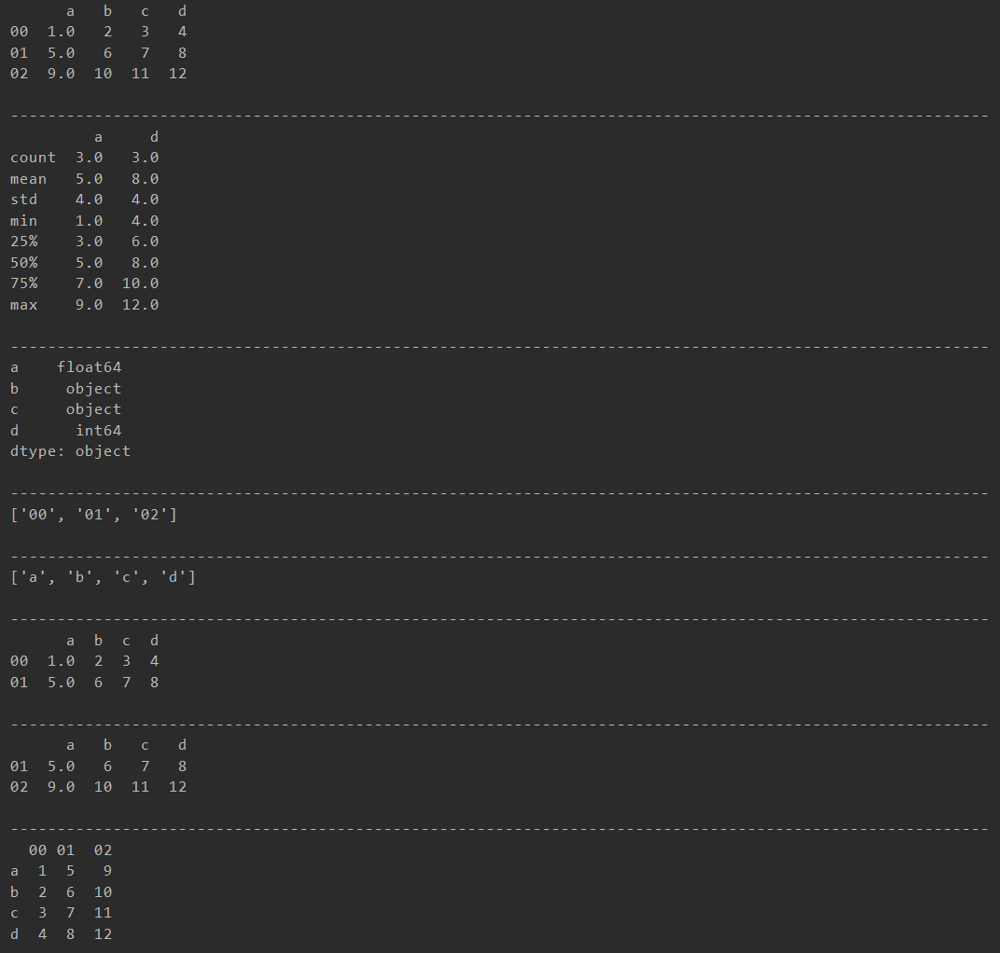 a   b   c   d
00  1.0   2   3   4
01  5.0   6   7   8
02  9.0  10  11  12
---------------------------------------------------------------------------------------------------------
         a     d
count  3.0   3.0
mean   5.0   8.0
std    4.0   4.0
min    1.0   4.0
25%    3.0   6.0
50%    5.0   8.0
75%    7.0  10.0
max    9.0  12.0
---------------------------------------------------------------------------------------------------------
a    float64
b     object
c     object
d      int64
dtype: object
---------------------------------------------------------------------------------------------------------
['00', '01', '02']
---------------------------------------------------------------------------------------------------------
['a', 'b', 'c', 'd']
---------------------------------------------------------------------------------------------------------
      a  b  c  d
00  1.0  2  3  4
01  5.0  6  7  8
---------------------------------------------------------------------------------------------------------
      a   b   c   d
01  5.0   6   7   8
02  9.0  10  11  12
---------------------------------------------------------------------------------------------------------
  00 01  02
a  1  5   9
b  2  6  10
c  3  7  11
d  4  8  12